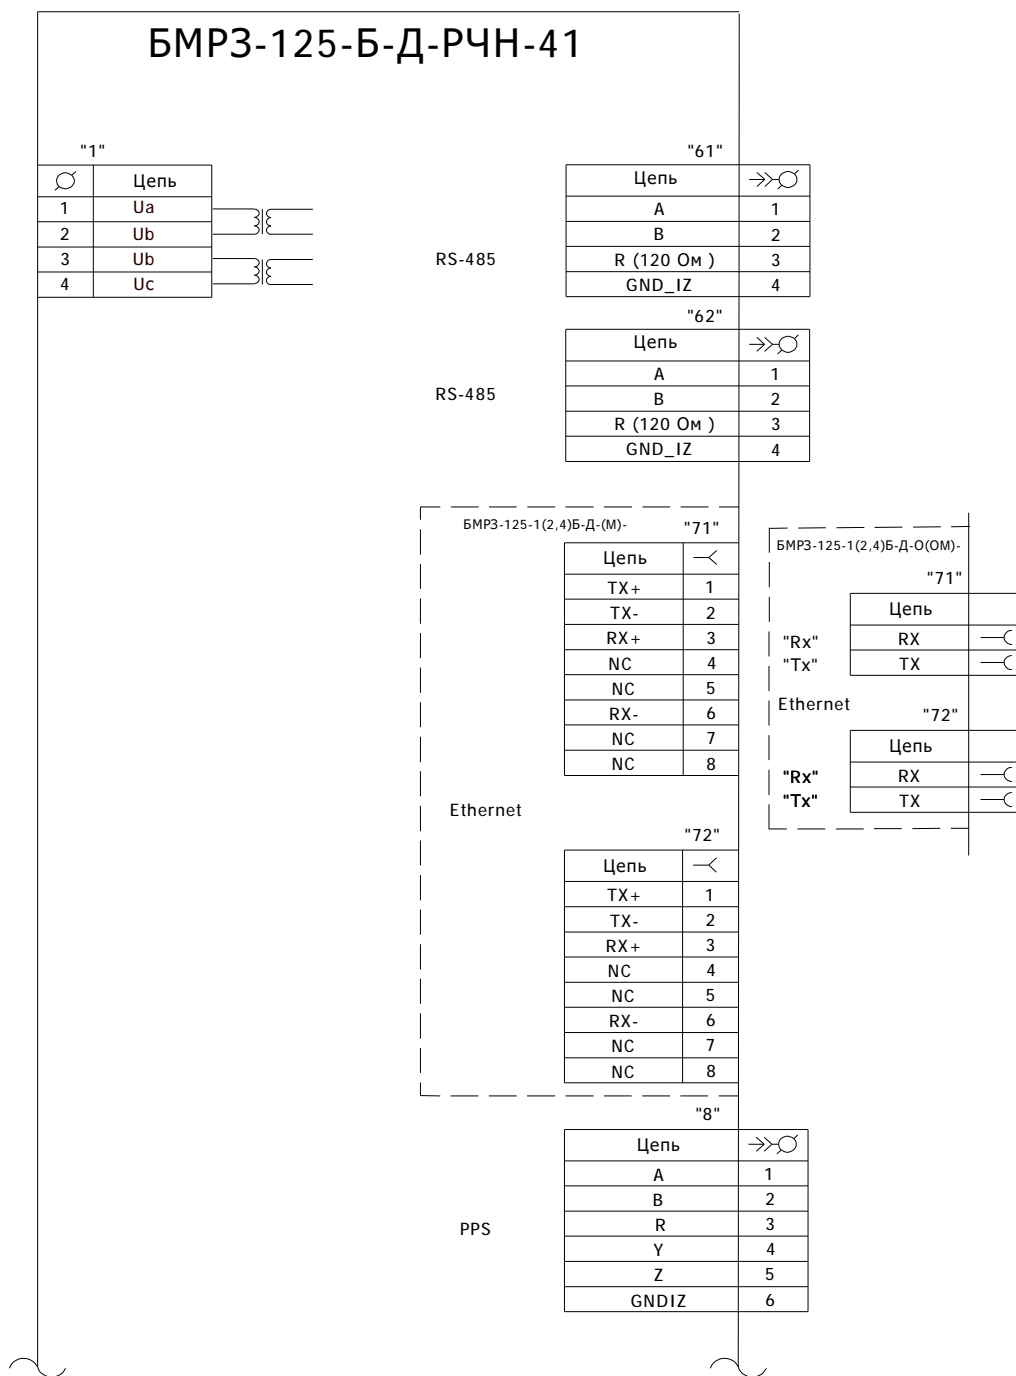 БМРЗ-125-Б-Д-РЧН-41
"1"
Цепь
1 Ua
2 Ub
3 Ub
4 Uc
"61"
Цепь
A 1
B 2
R (120 Ом ) 3
GND_IZ 4
RS-485
"62"
Цепь
A 1
B 2
R (120 Ом ) 3
GND_IZ 4
RS-485
БМРЗ-125-1(2,4)Б-Д-(М)-
"71"
Цепь
TX+ 1
TX- 2
RX+ 3
NC 4
NC 5
RX- 6
NC 7
NC 8
Ethernet
"72"
Цепь
TX+ 1
TX- 2
RX+ 3
NC 4
NC 5
RX- 6
NC 7
NC 8
БМРЗ-125-1(2,4)Б-Д-О(ОМ)-
"71"
Цепь
"Rx" RX
"Tx" TX
Ethernet
"72"
Цепь
"Rx" RX
"Tx" TX
"8"
Цепь
A 1
B 2
R 3
Y 4
Z 5
GNDIZ 6
PPS